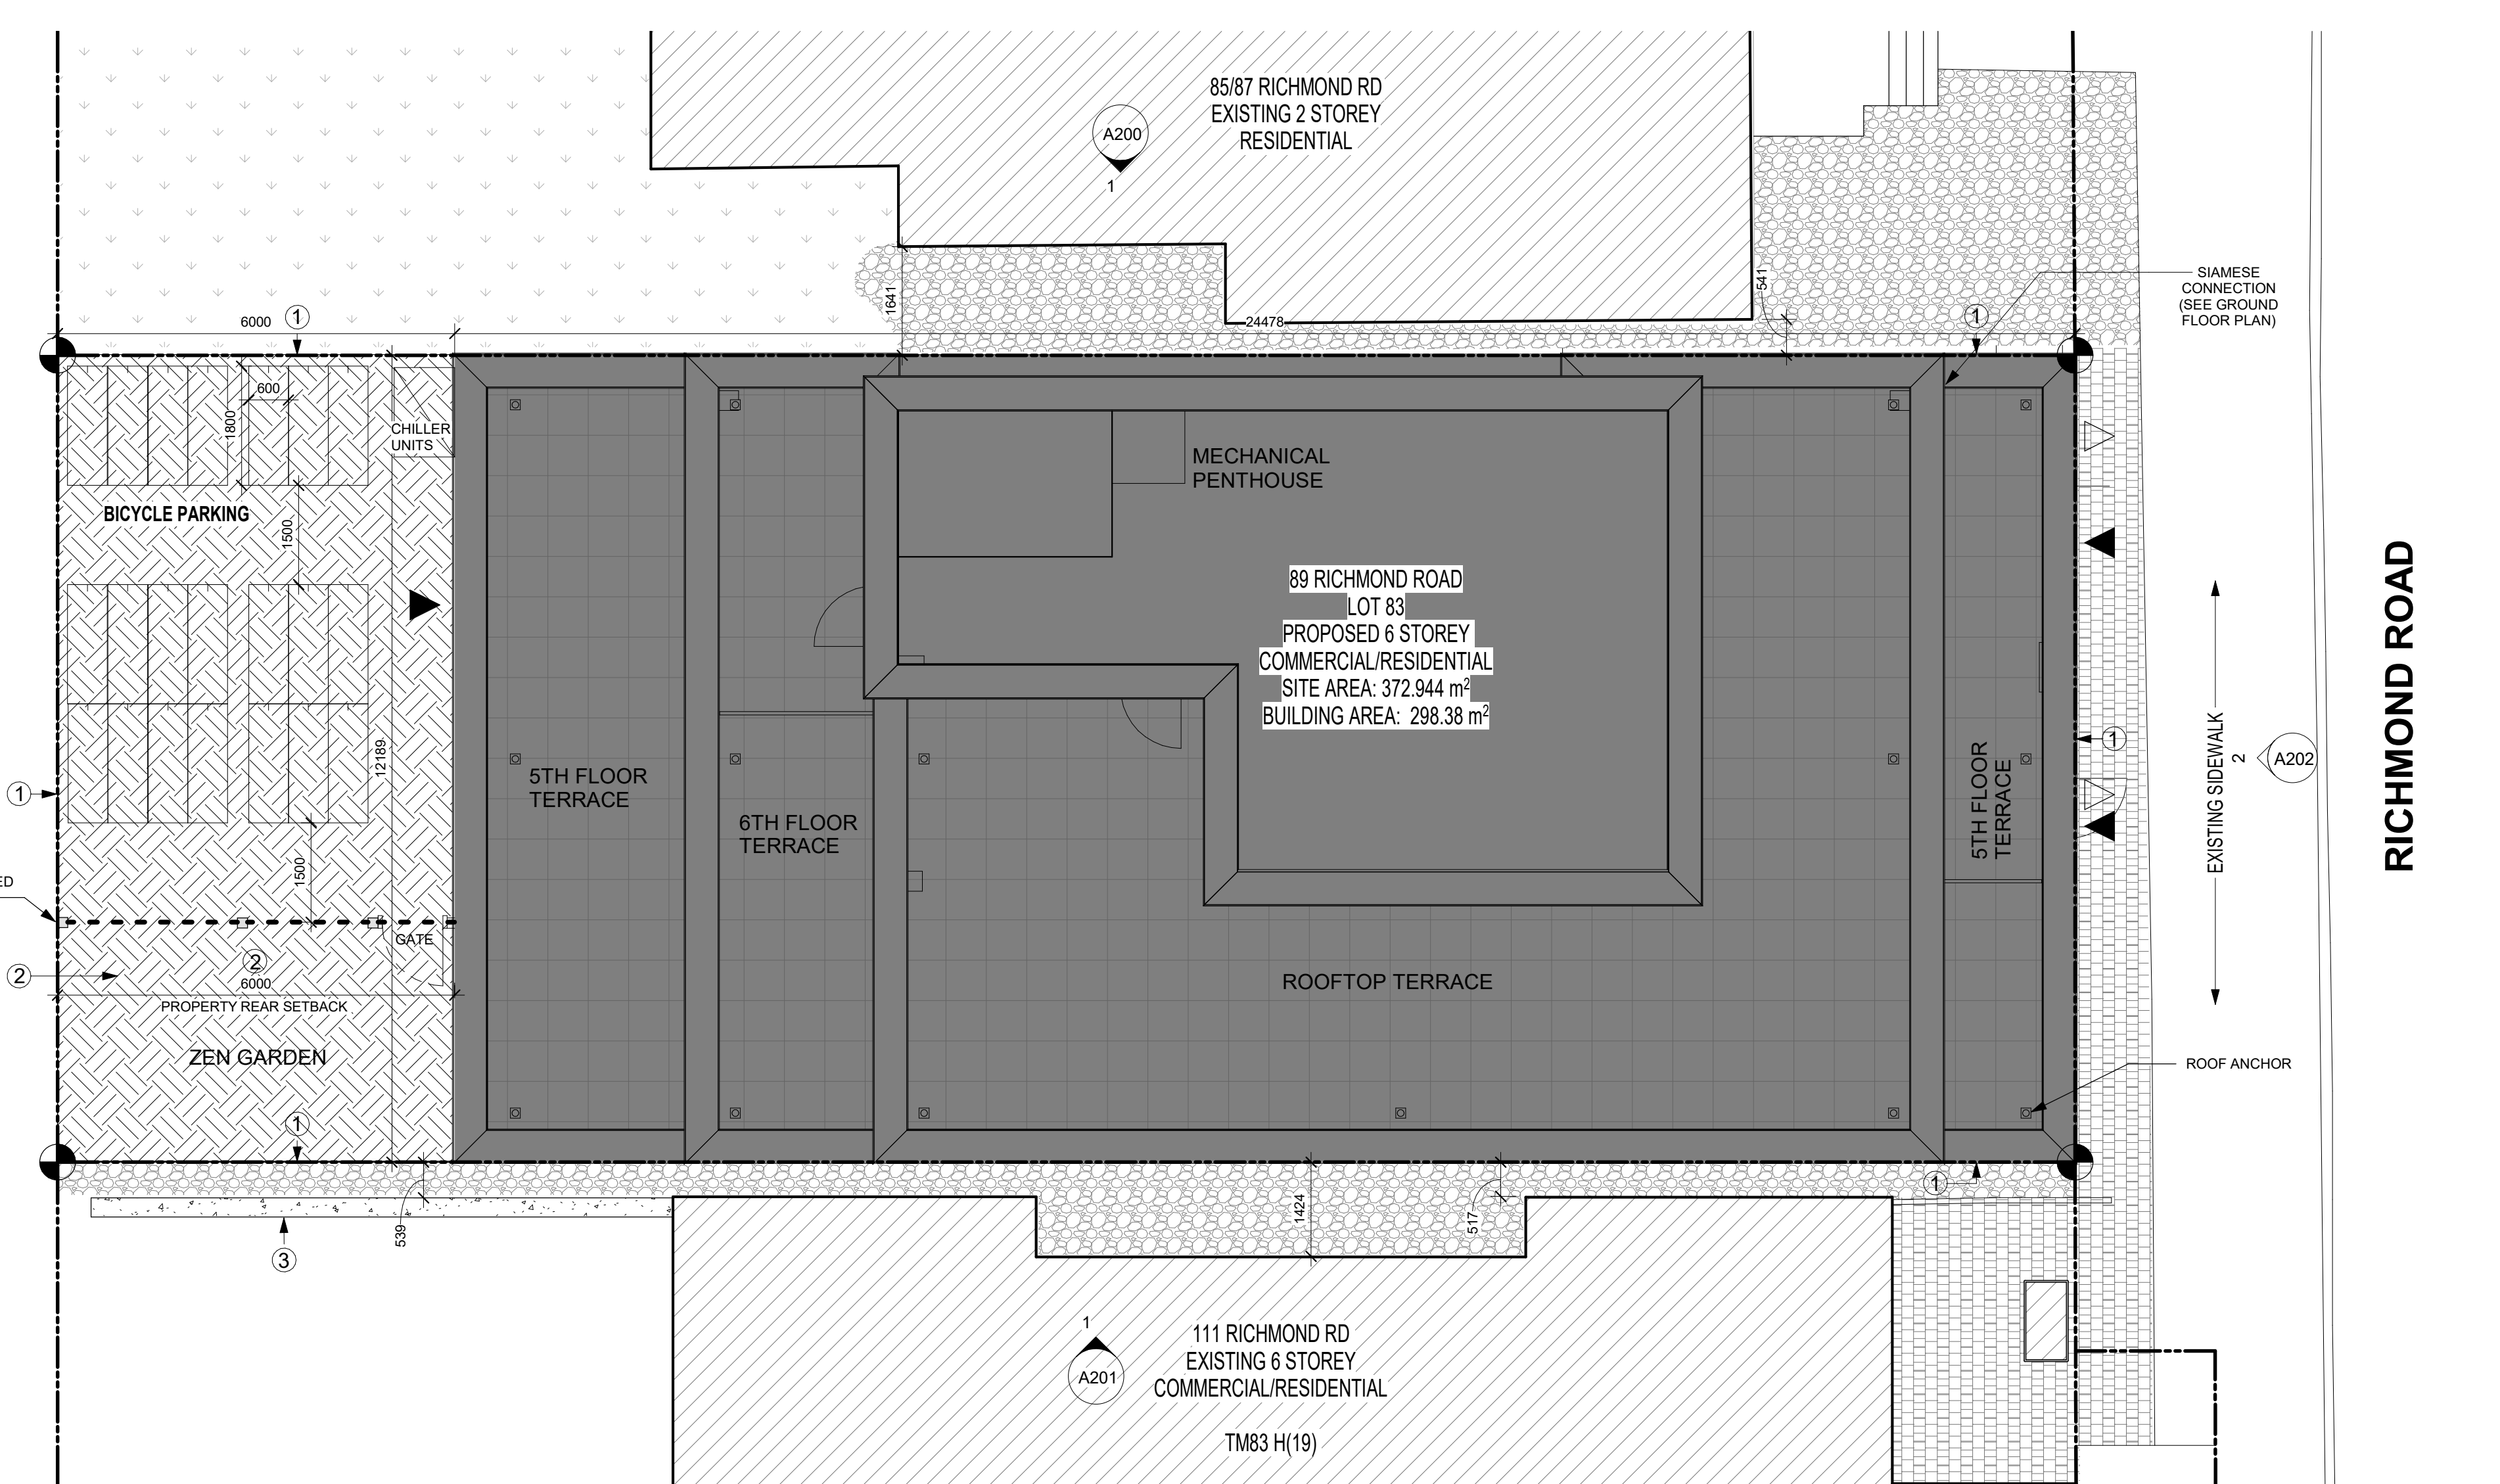 85/87 RICHMOND RD
EXISTING 2 STOREY
RESIDENTIAL
A200
1
SIAMESE
CONNECTION
(SEE GROUND
FLOOR PLAN)
541
1641
6000
1
24478
1
600
1800
CHILLER
UNITS
MECHANICAL
PENTHOUSE
BICYCLE PARKING
1500
89 RICHMOND ROAD
LOT 83
PROPOSED 6 STOREY
COMMERCIAL/RESIDENTIAL
SITE AREA: 372.944 m²
BUILDING AREA: 298.38 m²
RICHMOND ROAD
EXISTING SIDEWALK
2
A202
1
12189
5TH FLOOR
TERRACE
6TH FLOOR
TERRACE
5TH FLOOR
TERRACE
1
1500
ED
GATE
2
2
6000
PROPERTY REAR SETBACK
ROOFTOP TERRACE
ZEN GARDEN
ROOF ANCHOR
1
1
539
1424
517
3
1
A201
111 RICHMOND RD
EXISTING 6 STOREY
COMMERCIAL/RESIDENTIAL
TM83 H(19)